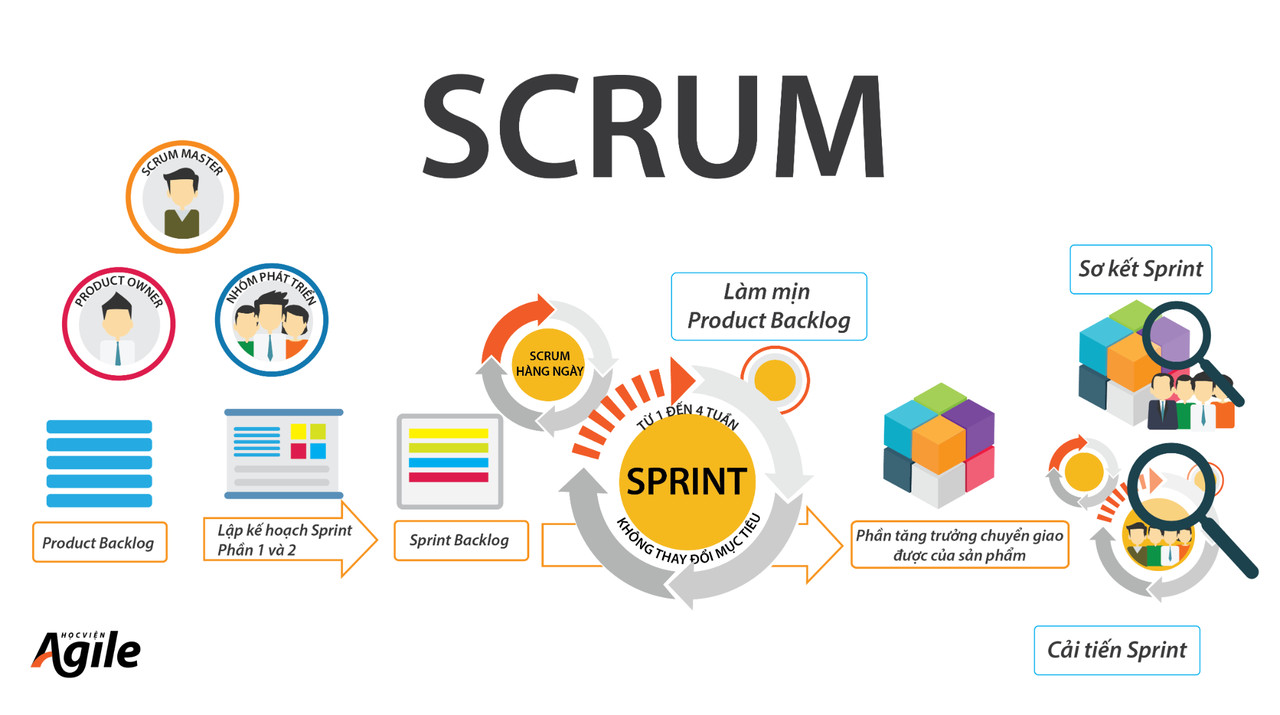 SCRUM
SCRUM MASTER
PRODUCT OWNER
NHÓM PHÁT TRIỂN
Product Backlog
Lập kế hoạch Sprint
Phần 1 và 2
Sprint Backlog
SCRUM
HÀNG NGÀY
TỪ 1 ĐẾN 4 TUẦN
SPRINT
KHÔNG THAY ĐỔI MỤC TIÊU
Làm mịn
Product Backlog
Phần tăng trưởng chuyển giao
được của sản phẩm
Sơ kết Sprint
Cải tiến Sprint
HỌC VIỆN
Agile